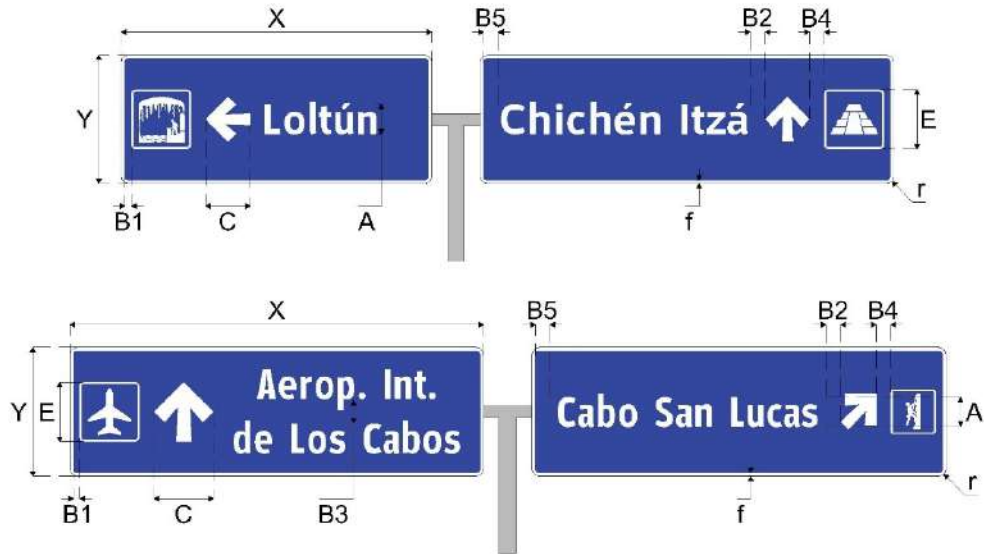 X B5 B2 B4
Y Loltún Chichén Itzá E
B1 C A f r
X B5 B2 B4
Y E Aerop. Int.
de Los Cabos Cabo San Lucas A
B1 C B3 f r